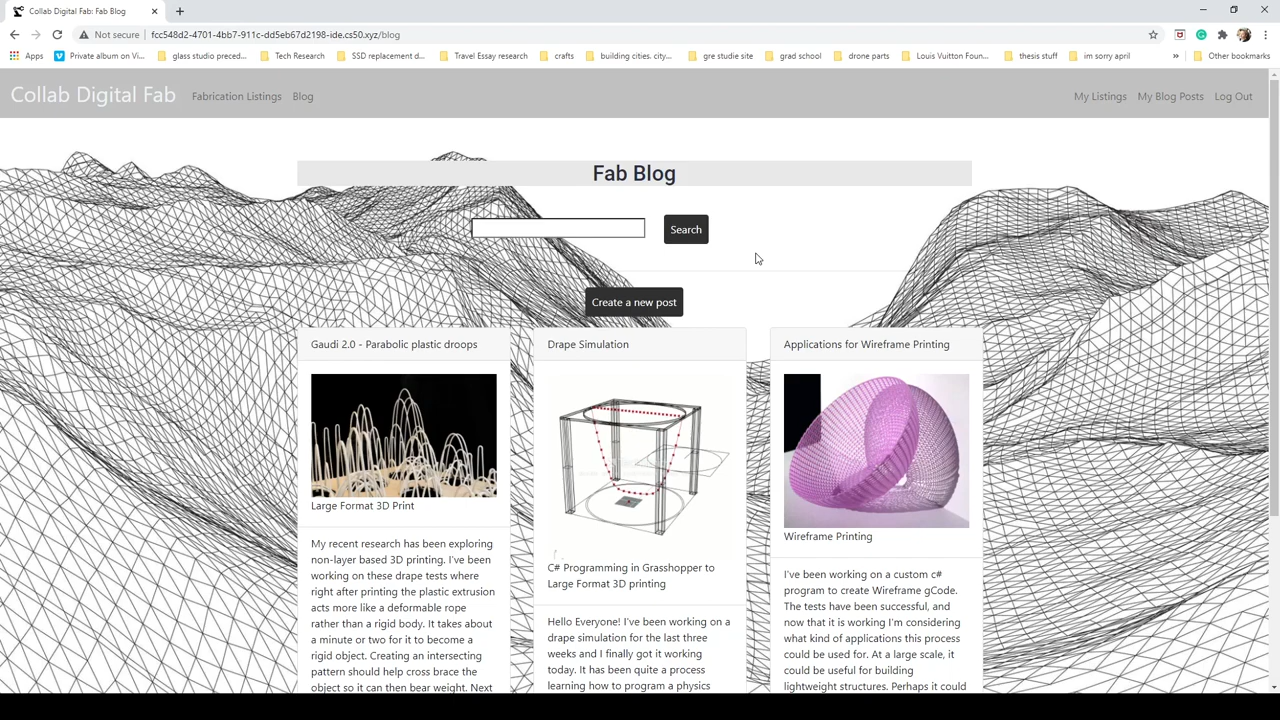 Collab Digital Fab: Fab Blog
Not secure | fcc548d2-4701-4bb7-911c-dd5eb67d2198-ide.cs50.xyz/blog
Apps Private album on Vi... glass studio preced... Tech Research SSD replacement d... Travel Essay research crafts building cities. city... gre studio site grad school drone parts Louis Vuitton Foun... thesis stuff im sorry april » Other bookmarks
Collab Digital Fab Fabrication Listings Blog My Listings My Blog Posts Log Out
Fab Blog
Search
Create a new post
Gaudi 2.0 - Parabolic plastic droops
Large Format 3D Print
My recent research has been exploring
non-layer based 3D printing. I've been
working on these drape tests where
right after printing the plastic extrusion
acts more like a deformable rope
rather than a rigid body. It takes about
a minute or two for it to become a
rigid object. Creating an intersecting
pattern should help cross brace the
object so it can then bear weight. Next
Drape Simulation
C# Programming in Grasshopper to
Large Format 3D printing
Hello Everyone! I've been working on a
drape simulation for the last three
weeks and I finally got it working
today. It has been quite a process
learning how to program a physics
Applications for Wireframe Printing
Wireframe Printing
I've been working on a custom c#
program to create Wireframe gCode.
The tests have been successful, and
now that it is working I'm considering
what kind of applications this process
could be used for. At a large scale, it
could be useful for building
lightweight structures. Perhaps it could